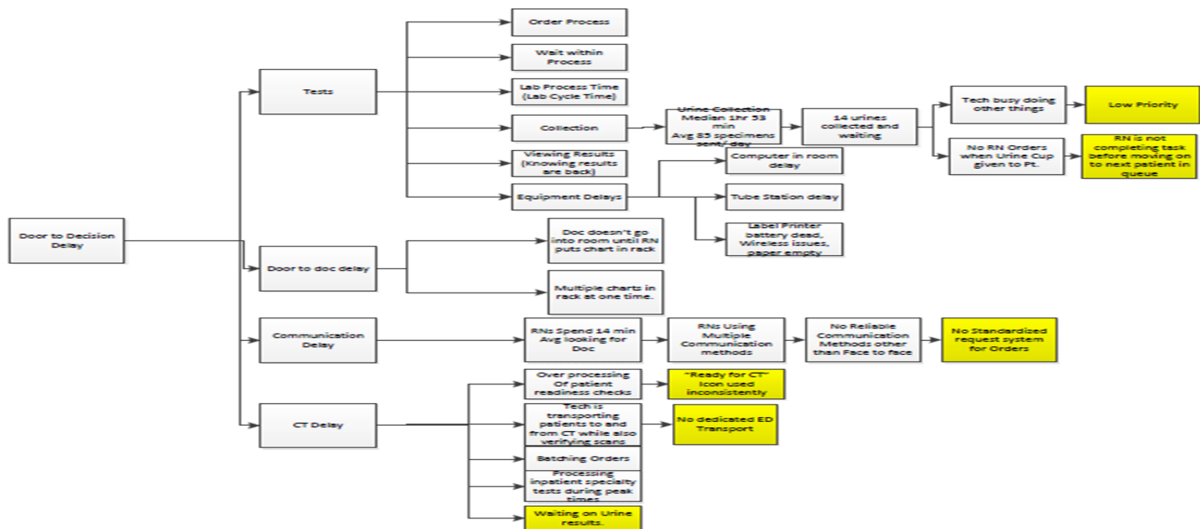 Door to Decision
Delay
Tests
Order Process
Wait within
Process
Lab Process Time
(Lab Cycle Time)
Collection
Urine Collection
Median 1hr 53
min
Avg 85 specimens
sent/ day
14 urines
collected and
waiting
Tech busy doing
other things
Low Priority
No RN Orders
when Urine Cup
given to Pt.
RN is not
completing task
before moving on
to next patient in
queue
Viewing Results
(Knowing results
are back)
Equipment Delays
Computer in room
delay
Tube Station delay
Label Printer
battery dead,
Wireless issues,
paper empty
Door to doc delay
Doc doesn't go
into room until RN
puts chart in rack
Multiple charts in
rack at one time.
Communication
Delay
RNs Spend 14 min
Avg looking for
Doc
RNs Using
Multiple
Communication
methods
No Reliable
Communication
Methods other
than Face to face
No Standardized
request system
for Orders
CT Delay
Over processing
Of patient
readiness checks
"Ready for CT"
Icon used
inconsistently
Tech is
transporting
patients to and
from CT while also
verifying scans
No dedicated ED
Transport
Batching Orders
Processing
inpatient specialty
tests during peak
times
Waiting on Urine
results.